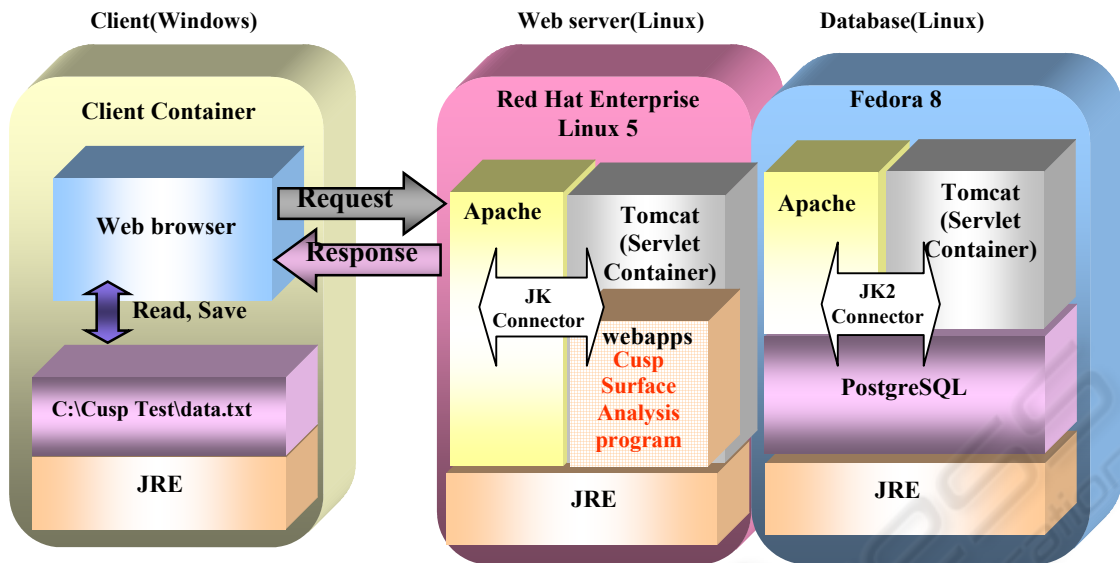 Client(Windows)
Web server(Linux)
Database(Linux)
Client Container
Web browser
Read, Save
C:\Cusp Test\data.txt
JRE
Request
Response
Red Hat Enterprise
Linux 5
Apache
Tomcat
(Servlet
Container)
JK
Connector
webapps
Cusp
Surface
Analysis
program
JRE
Fedora 8
Apache
Tomcat
(Servlet
Container)
JK2
Connector
PostgreSQL
JRE